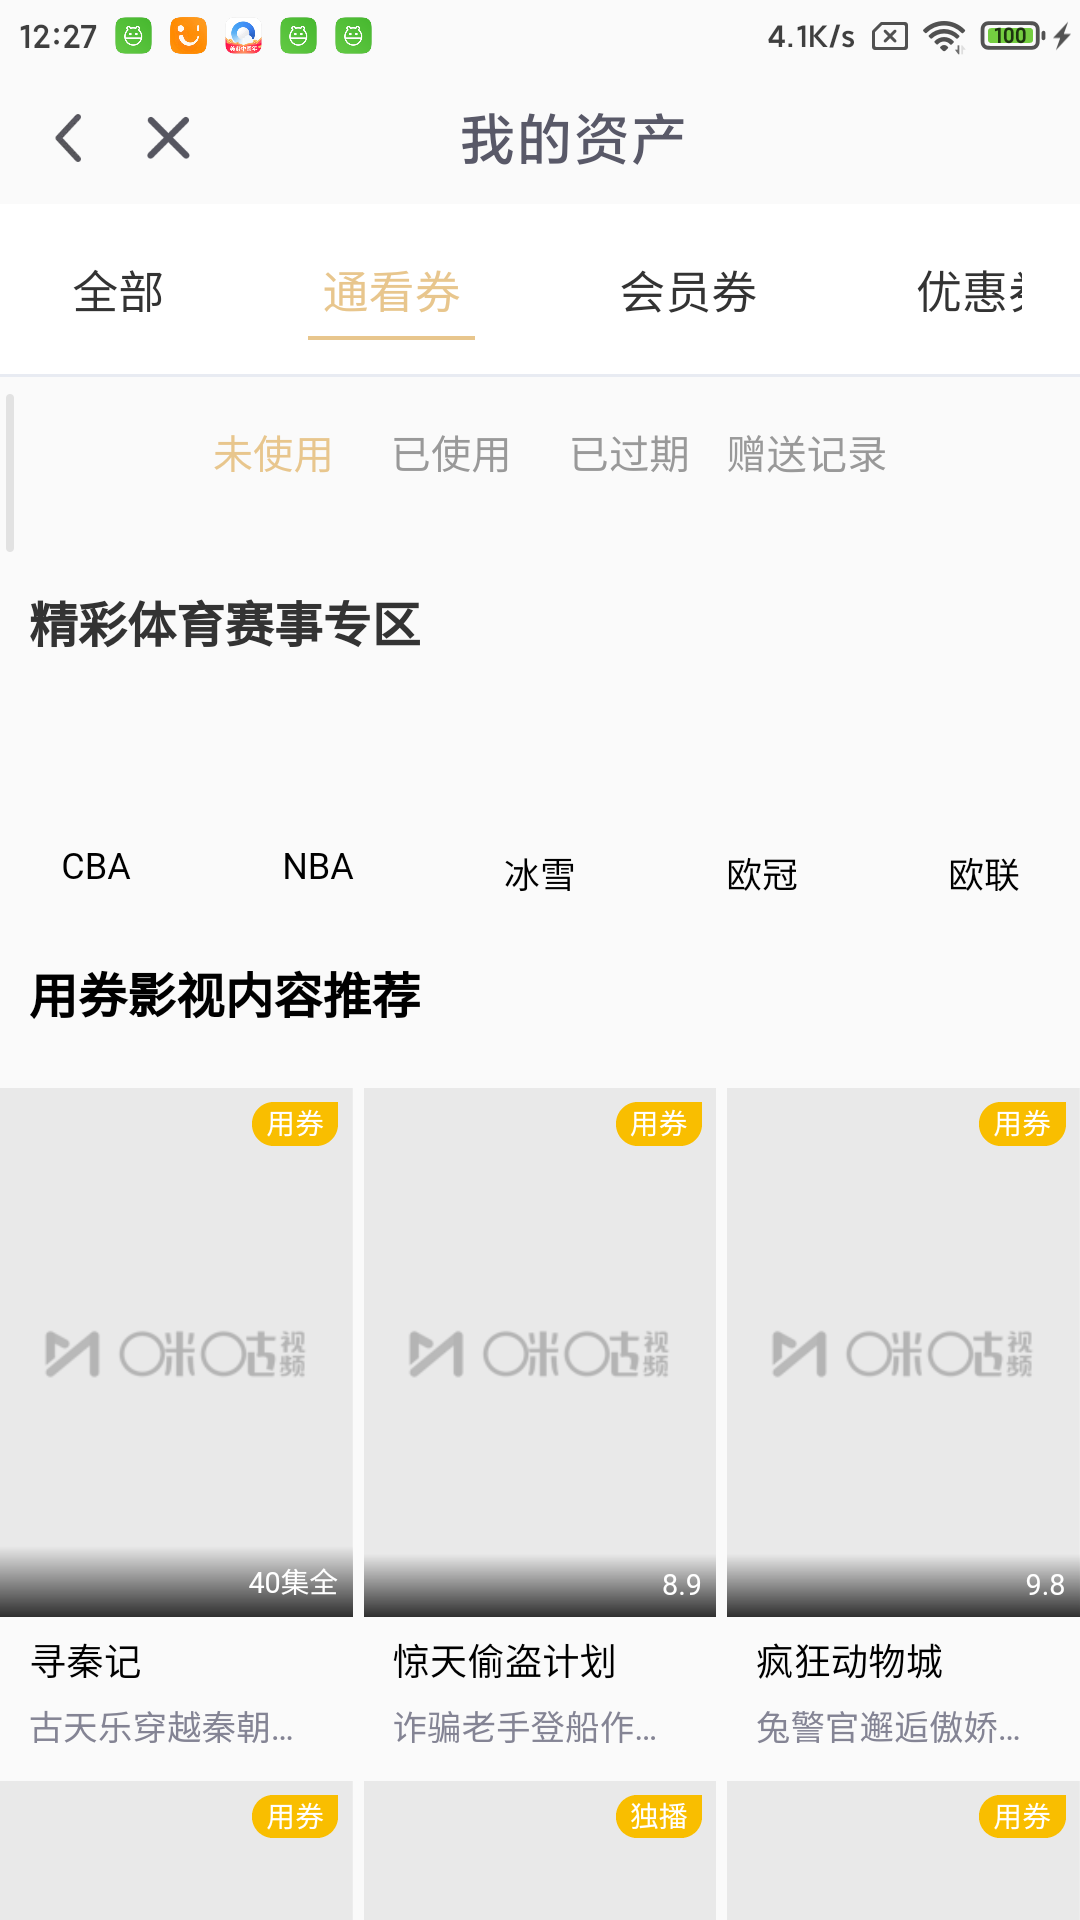 12:27
4.1K/s
100
我的资产
全部
通看券
会员券
优惠券
未使用
已使用
已过期
赠送记录
精彩体育赛事专区
CBA
NBA
冰雪
欧冠
欧联
用券影视内容推荐
用券
用券
用券
咪咕视频
咪咕视频
咪咕视频
40集全
8.9
9.8
寻秦记
惊天偷盗计划
疯狂动物城
古天乐穿越秦朝...
诈骗老手登船作...
兔警官邂逅傲娇...
用券
独播
用券